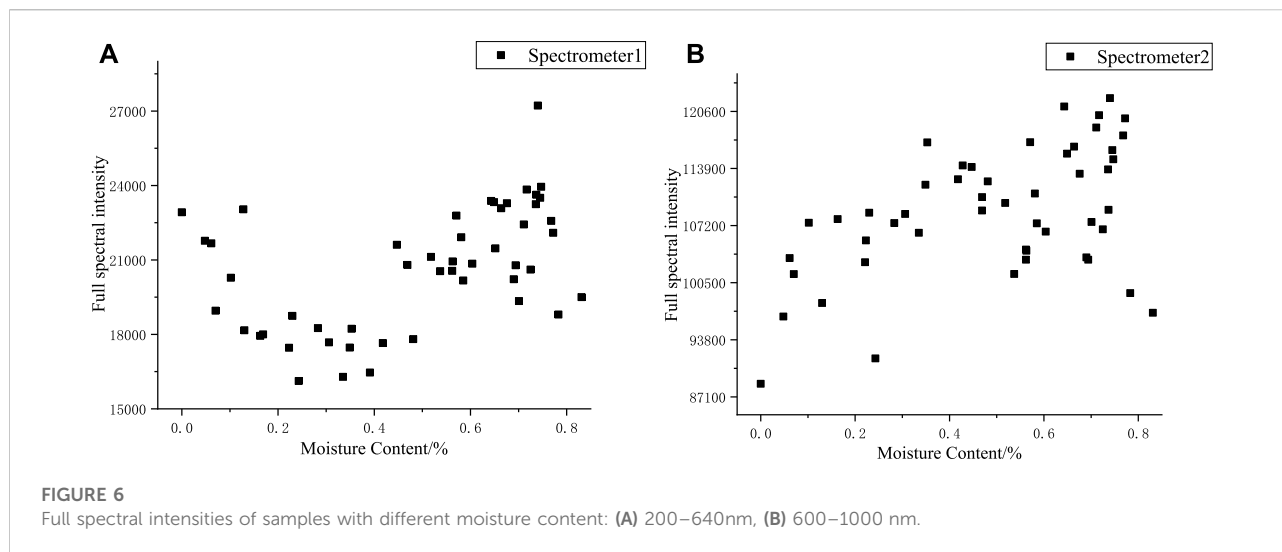 A
Spectrometer1
27000
24000
21000
18000
15000
Full spectral intensity
0.0 0.2 0.4 0.6 0.8
Moisture Content/%
B
Spectrometer2
120600
113900
107200
100500
93800
87100
Full spectral intensity
0.0 0.2 0.4 0.6 0.8
Moisture Content/%
FIGURE 6
Full spectral intensities of samples with different moisture content: (A) 200–640nm, (B) 600–1000 nm.